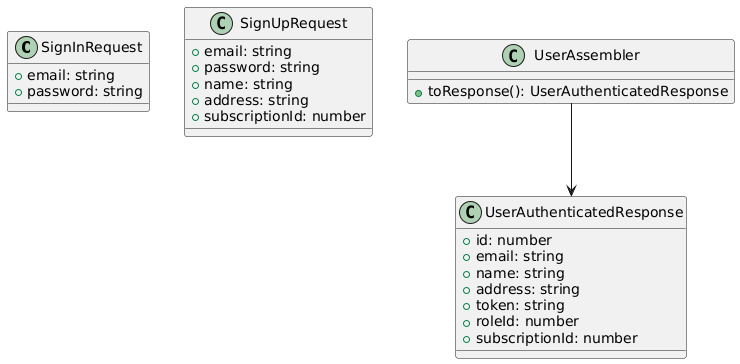 C SignInRequest
email: string
password: string
C SignUpRequest
email: string
password: string
name: string
address: string
subscriptionId: number
C UserAssembler
toResponse(): UserAuthenticatedResponse
C UserAuthenticatedResponse
id: number
email: string
name: string
address: string
token: string
roleId: number
subscriptionId: number